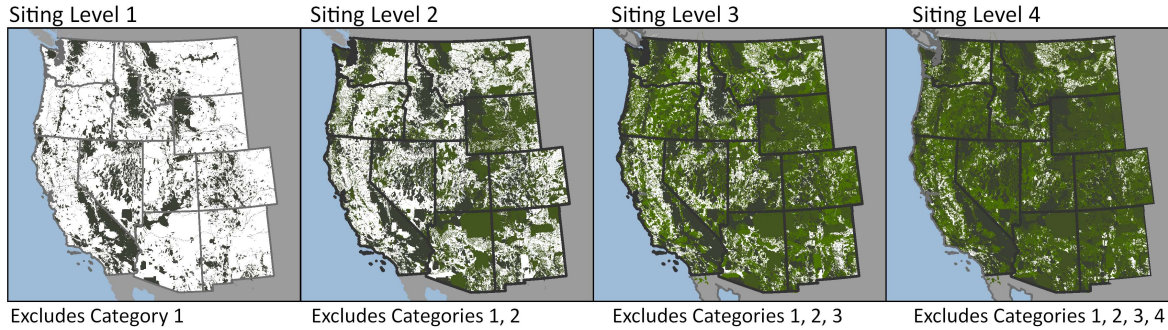 Siting Level 1
Siting Level 2
Siting Level 3
Siting Level 4
Excludes Category 1
Excludes Categories 1, 2
Excludes Categories 1, 2, 3
Excludes Categories 1, 2, 3, 4